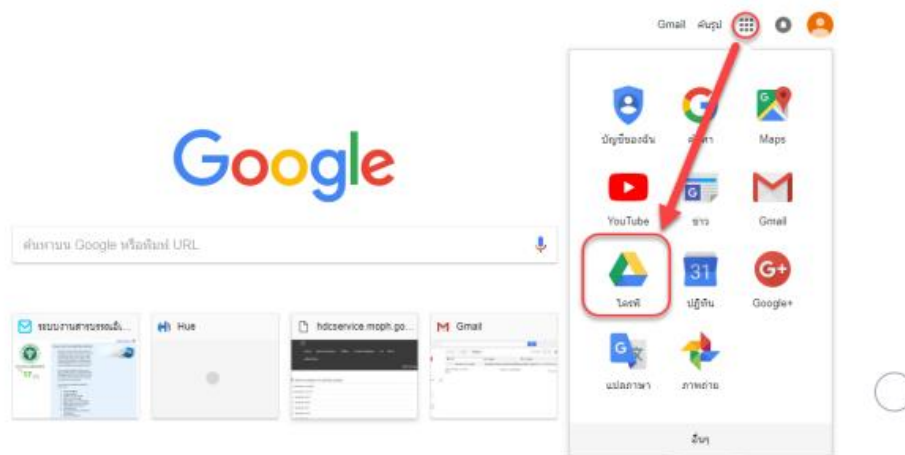 Gmail ค้นรูป
Google
ค้นหาบน Google หรือพิมพ์ URL
บัญชีของฉัน
Maps
YouTube ข่าว Gmail
31
G+
ไดรฟ์ ปฏิทิน Google+
แปลภาษา ภาพถ่าย
อื่นๆ
Hue
hdcservice.moph.go...
Gmail